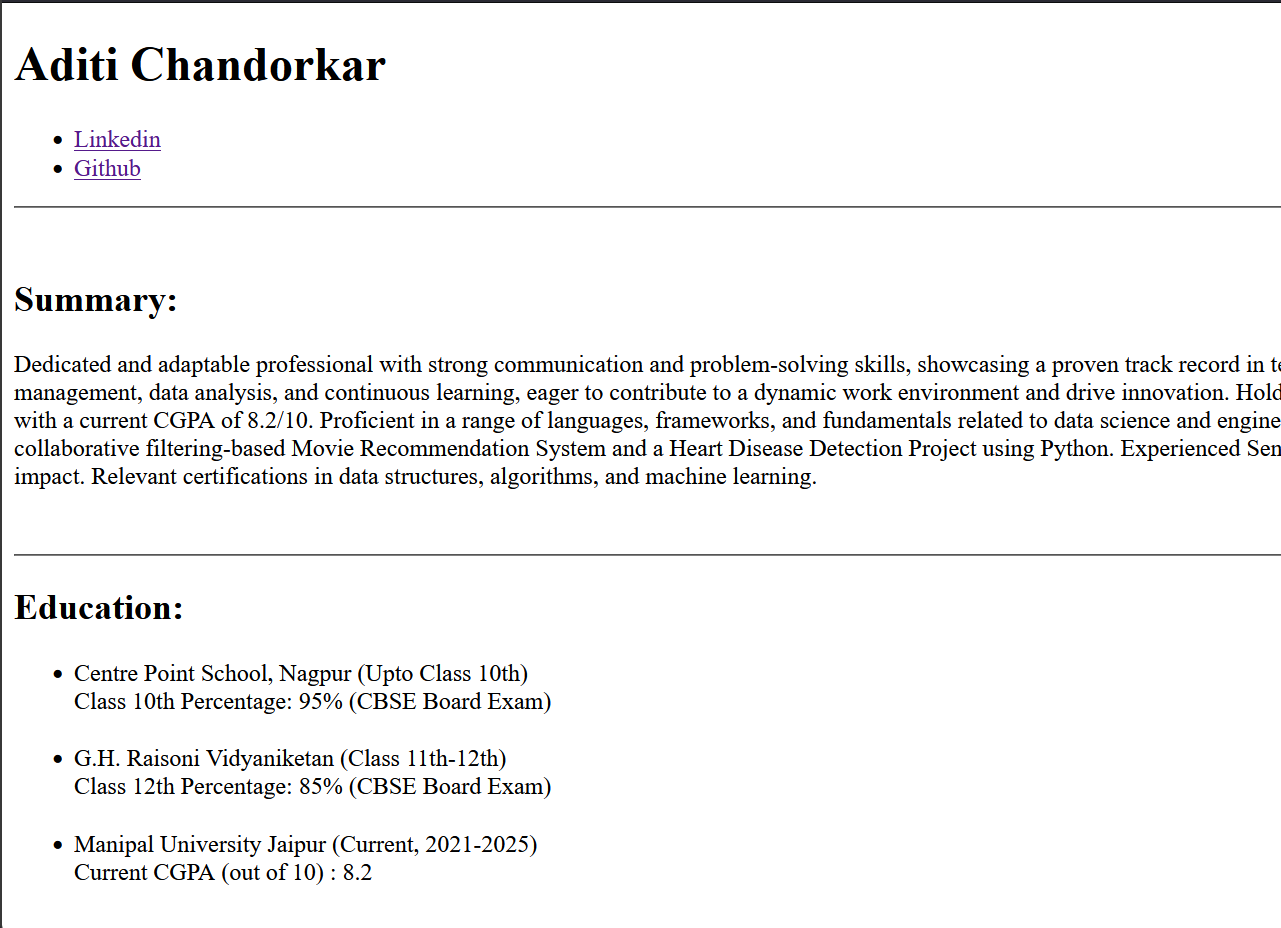 Aditi Chandorkar
Linkedin
Github
Summary:
Dedicated and adaptable professional with strong communication and problem-solving skills, showcasing a proven track record in
management, data analysis, and continuous learning, eager to contribute to a dynamic work environment and drive innovation.
with a current CGPA of 8.2/10. Proficient in a range of languages, frameworks, and fundamentals related to data science and
collaborative filtering-based Movie Recommendation System and a Heart Disease Detection Project using Python. Experienced
impact. Relevant certifications in data structures, algorithms, and machine learning.
Education:
Centre Point School, Nagpur (Upto Class 10th)
Class 10th Percentage: 95% (CBSE Board Exam)
G.H. Raisoni Vidyaniketan (Class 11th-12th)
Class 12th Percentage: 85% (CBSE Board Exam)
Manipal University Jaipur (Current, 2021-2025)
Current CGPA (out of 10) : 8.2